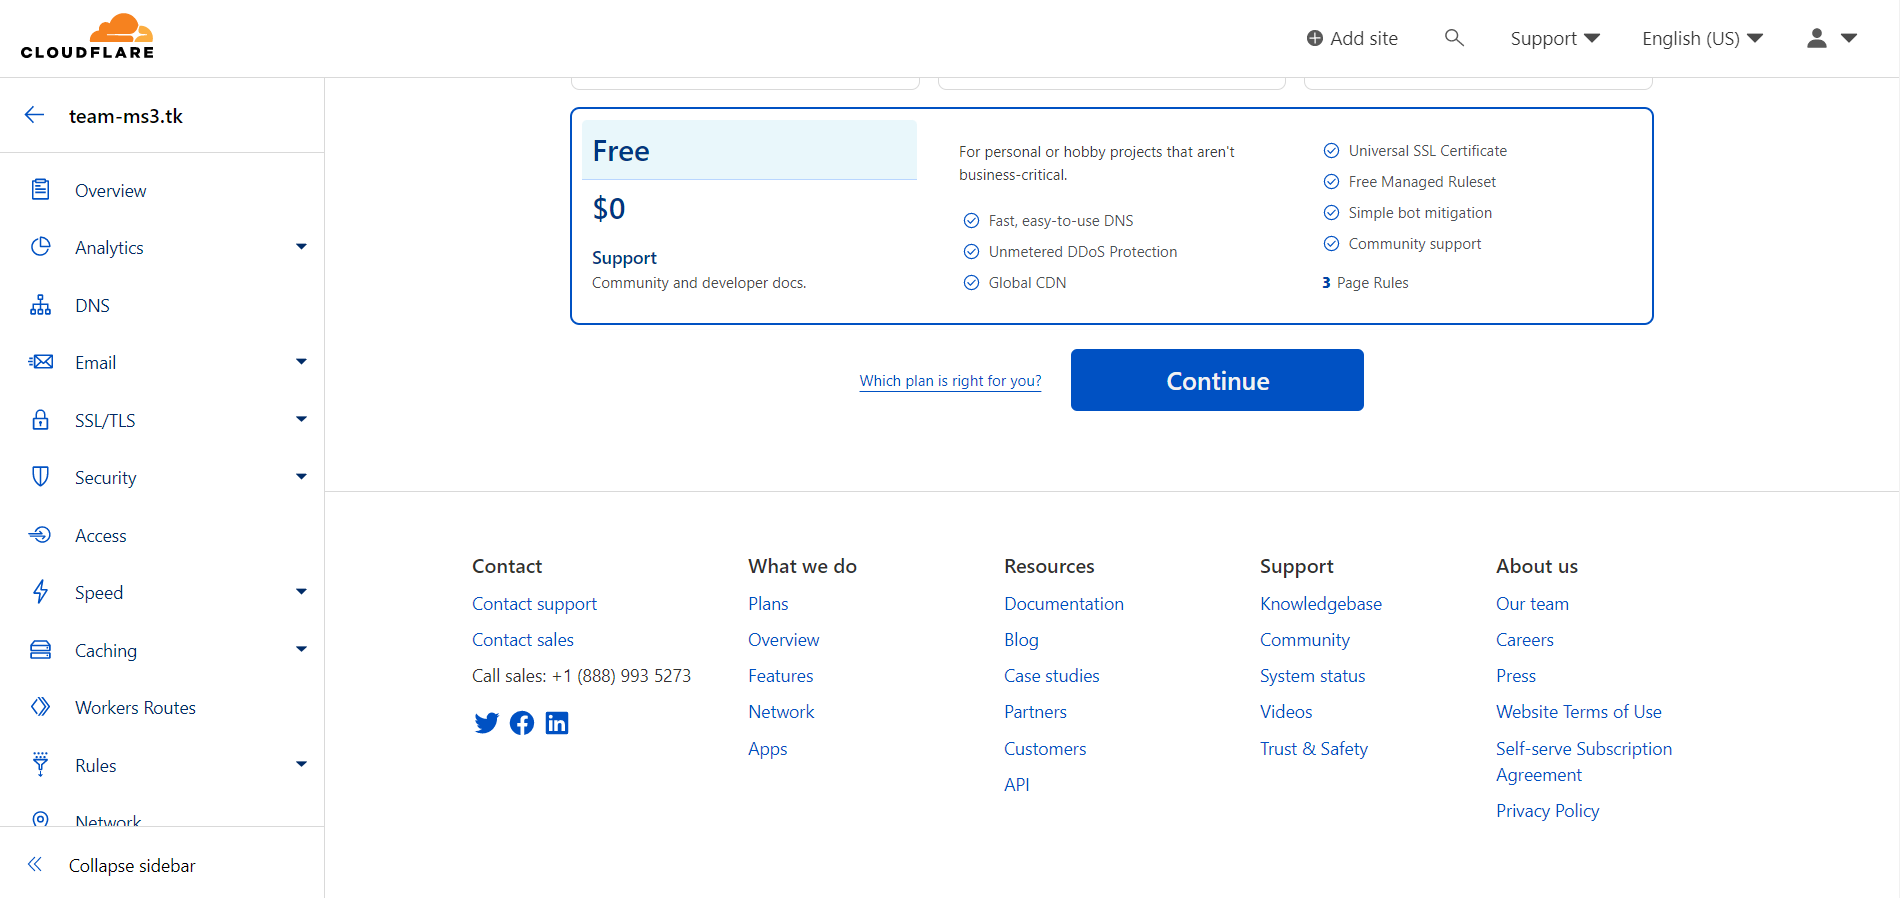 CLOUDFLARE
Add site
Support
English (US)
team-ms3.tk
Overview
Analytics
DNS
Email
SSL/TLS
Security
Access
Speed
Caching
Workers Routes
Rules
Network
Collapse sidebar
Free
$0
Support
Community and developer docs.
For personal or hobby projects that aren't
business-critical.
Fast, easy-to-use DNS
Unmetered DDoS Protection
Global CDN
Universal SSL Certificate
Free Managed Ruleset
Simple bot mitigation
Community support
3 Page Rules
Which plan is right for you?
Continue
Contact
Contact support
Contact sales
Call sales: +1 (888) 993 5273
What we do
Plans
Overview
Features
Network
Apps
Resources
Documentation
Blog
Case studies
Partners
Customers
API
Support
Knowledgebase
Community
System status
Videos
Trust & Safety
About us
Our team
Careers
Press
Website Terms of Use
Self-serve Subscription
Agreement
Privacy Policy